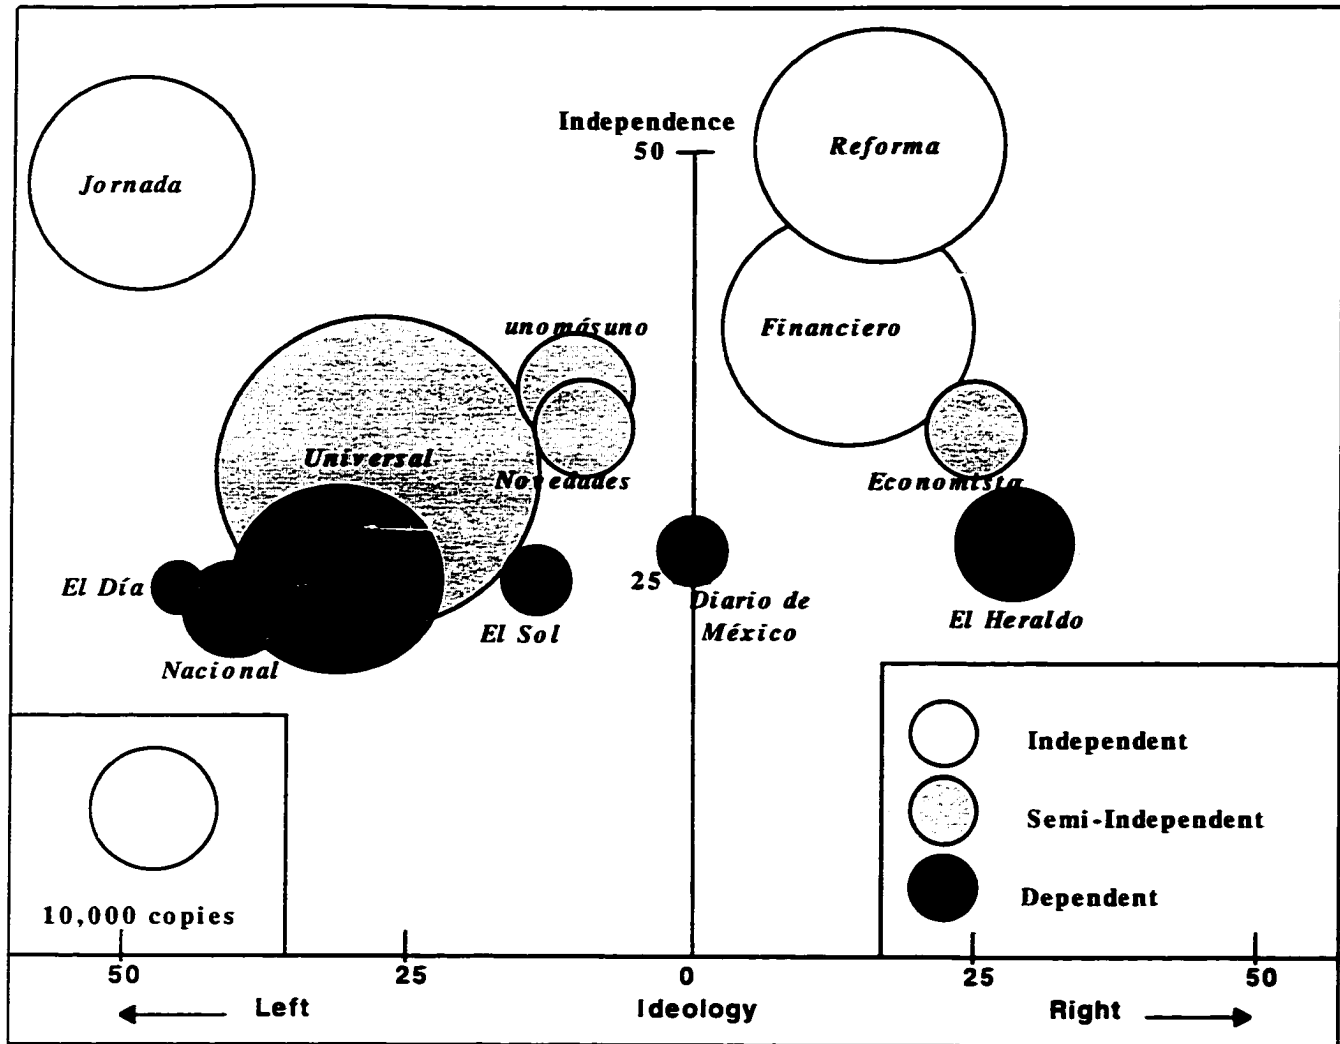 Independence
50
Reforma
Jornada
unomásuno
Financiero
Universal
Novedades
Economista
El Día
25
Diario de
México
El Sol
El Heraldo
Nacional
Independent
Semi-Independent
Dependent
10,000 copies
50
25
0
25
50
Left
Ideology
Right